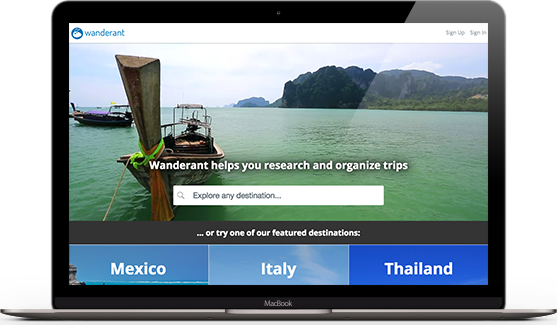 wanderant
Sign Up Sign In
Wanderant helps you research and organize trips
Explore any destination...
... or try one of our featured destinations:
Mexico Italy Thailand
MacBook